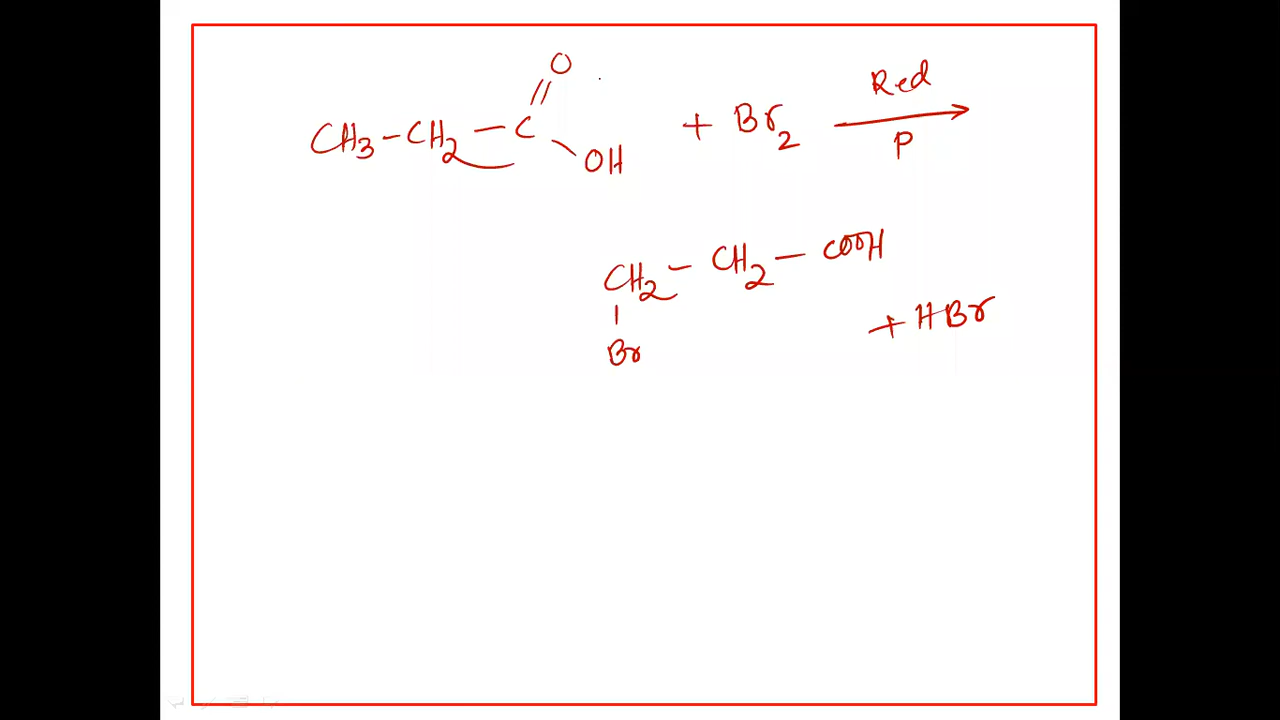 O
Red
CH3-CH2-C + Br2
P
OH
CH2-CH2-COOH
+HBr
Br